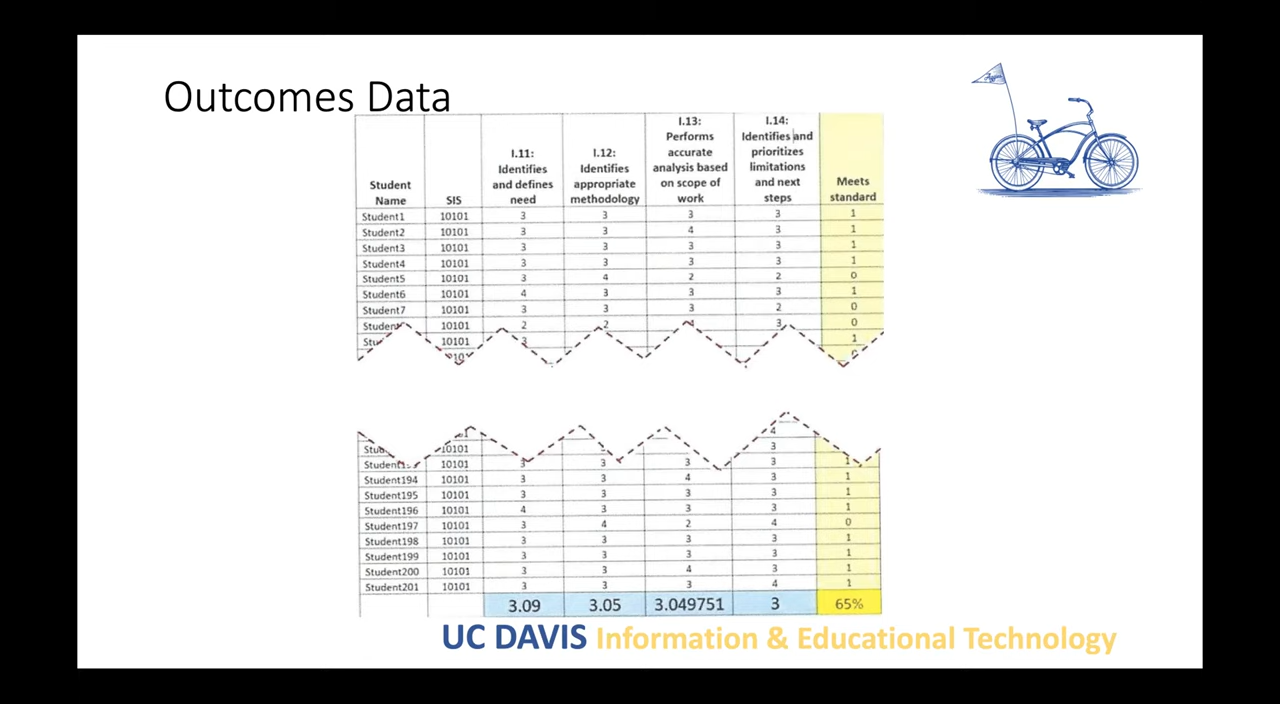 Outcomes Data
Aggies
Student Name SIS I.11: Identifies and defines need I.12: Identifies appropriate methodology I.13: Performs accurate analysis based on scope of work I.14: Identifies and prioritizes limitations and next steps Meets standard
Student1 10101 3 3 3 3 1
Student2 10101 3 3 4 3 1
Student3 10101 3 3 3 3 1
Student4 10101 3 3 3 3 1
Student5 10101 3 4 2 2 0
Student6 10101 4 3 3 3 1
Student7 10101 3 3 3 2 0
10101 2 2 4 3 0
10101 3 1
4
10101 3
10101 3 3 3 3 1
Student194 10101 3 3 4 3 1
Student195 10101 3 3 3 3 1
Student196 10101 4 3 3 3 1
Student197 10101 3 4 2 4 0
Student198 10101 3 3 3 3 1
Student199 10101 3 3 3 3 1
Student200 10101 3 3 4 3 1
Student201 10101 3 3 3 4 1
3.09 3.05 3.049751 3 65%
UC DAVIS Information & Educational Technology